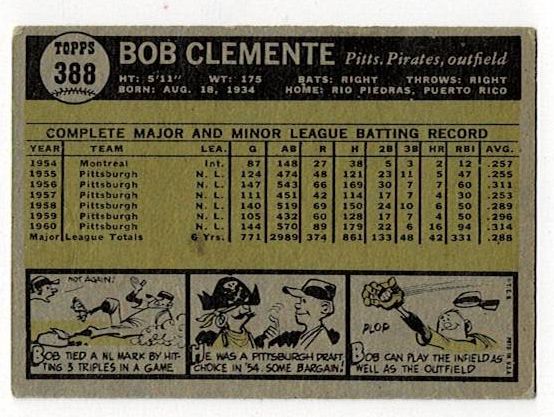 TOPPS
388
BOB CLEMENTE Pitts. Pirates, outfield
HT: 5'11" WT: 175 BATS: RIGHT THROWS: RIGHT
BORN: AUG. 18, 1934 HOME: RIO PIEDRAS, PUERTO RICO
COMPLETE MAJOR AND MINOR LEAGUE BATTING RECORD
YEAR TEAM LEA. G AB R H 2B 3B HR RBI AVG.
1954 Montreal Int. 87 148 27 38 5 3 2 12 .257
1955 Pittsburgh N. L. 124 474 48 121 23 11 5 47 .255
1956 Pittsburgh N. L. 147 543 66 169 30 7 7 60 .311
1957 Pittsburgh N. L. 111 451 42 114 17 7 4 30 .253
1958 Pittsburgh N. L. 140 519 69 150 24 10 6 50 .289
1959 Pittsburgh N. L. 105 432 60 128 17 7 4 50 .296
1960 Pittsburgh N. L. 144 570 89 179 22 6 16 94 .314
Major League Totals 6 Yrs. 771 2989 374 861 133 48 42 331 .288
NOT AGAIN!
BOB TIED A NL MARK BY HIT-
TING 3 TRIPLES IN A GAME
HE WAS A PITTSBURGH DRAFT
CHOICE IN '54. SOME BARGAIN!
PLOP
BOB CAN PLAY THE INFIELD AS
WELL AS THE OUTFIELD